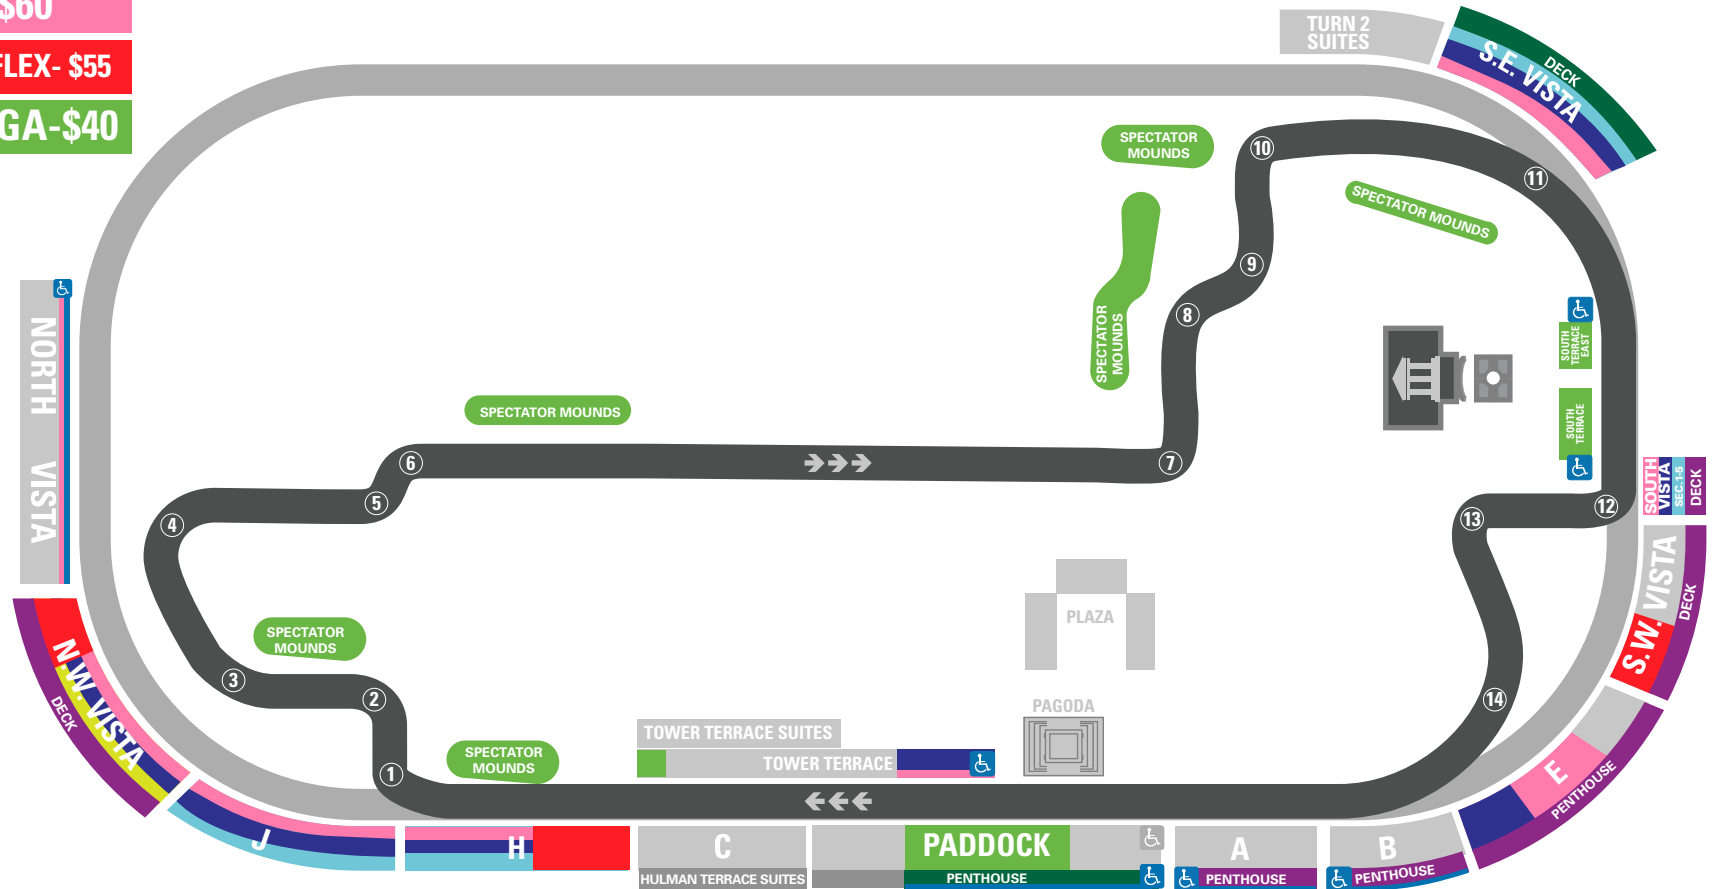 $60
FLEX- $55
GA-$40
TURN 2
SUITES
DECK
S.E. VISTA
SPECTATOR
MOUNDS
10
11
SPECTATOR MOUNDS
9
8
SPECTATOR
MOUNDS
NORTH VISTA
SOUTH
TERRACE
EAST
SOUTH
TERRACE
SPECTATOR MOUNDS
6
7
5
4
13
12
SOUTH
VISTA
SEC.1-5
DECK
S.W. VISTA
DECK
PLAZA
SPECTATOR
MOUNDS
3
2
14
N.W. VISTA
DECK
PAGODA
TOWER TERRACE SUITES
TOWER TERRACE
SPECTATOR
MOUNDS
1
E
PENTHOUSE
J
H
C
HULMAN TERRACE SUITES
PADDOCK
PENTHOUSE
A
PENTHOUSE
B
PENTHOUSE